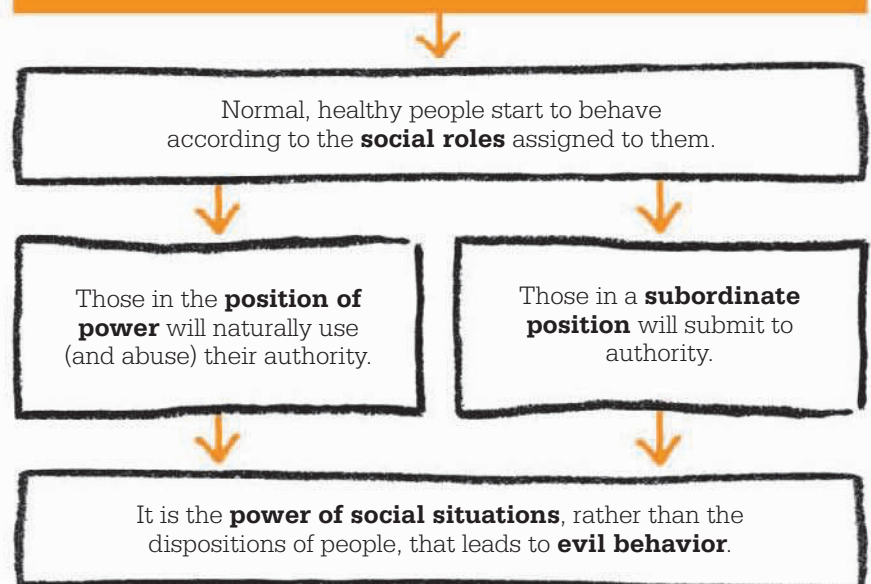 Normal, healthy people start to behave
according to the social roles assigned to them.
Those in the position of
power will naturally use
(and abuse) their authority.
Those in a subordinate
position will submit to
authority.
It is the power of social situations, rather than the
dispositions of people, that leads to evil behavior.